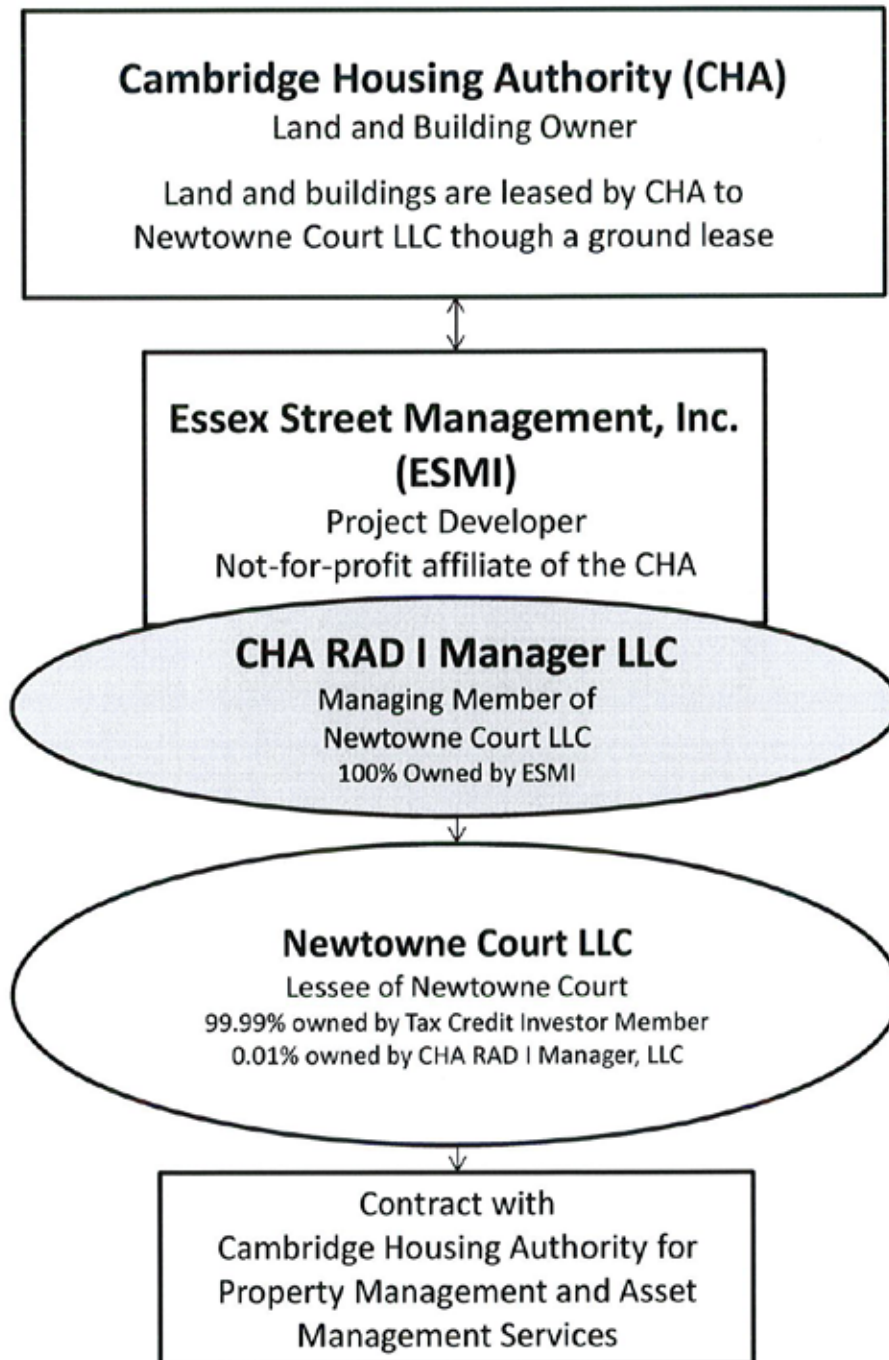 Cambridge Housing Authority (CHA)
Land and Building Owner
Land and buildings are leased by CHA to
Newtowne Court LLC though a ground lease
Essex Street Management, Inc.
(ESMI)
Project Developer
Not-for-profit affiliate of the CHA
CHA RAD I Manager LLC
Managing Member of
Newtowne Court LLC
100% Owned by ESMI
Newtowne Court LLC
Lessee of Newtowne Court
99.99% owned by Tax Credit Investor Member
0.01% owned by CHA RAD I Manager, LLC
Contract with
Cambridge Housing Authority for
Property Management and Asset
Management Services